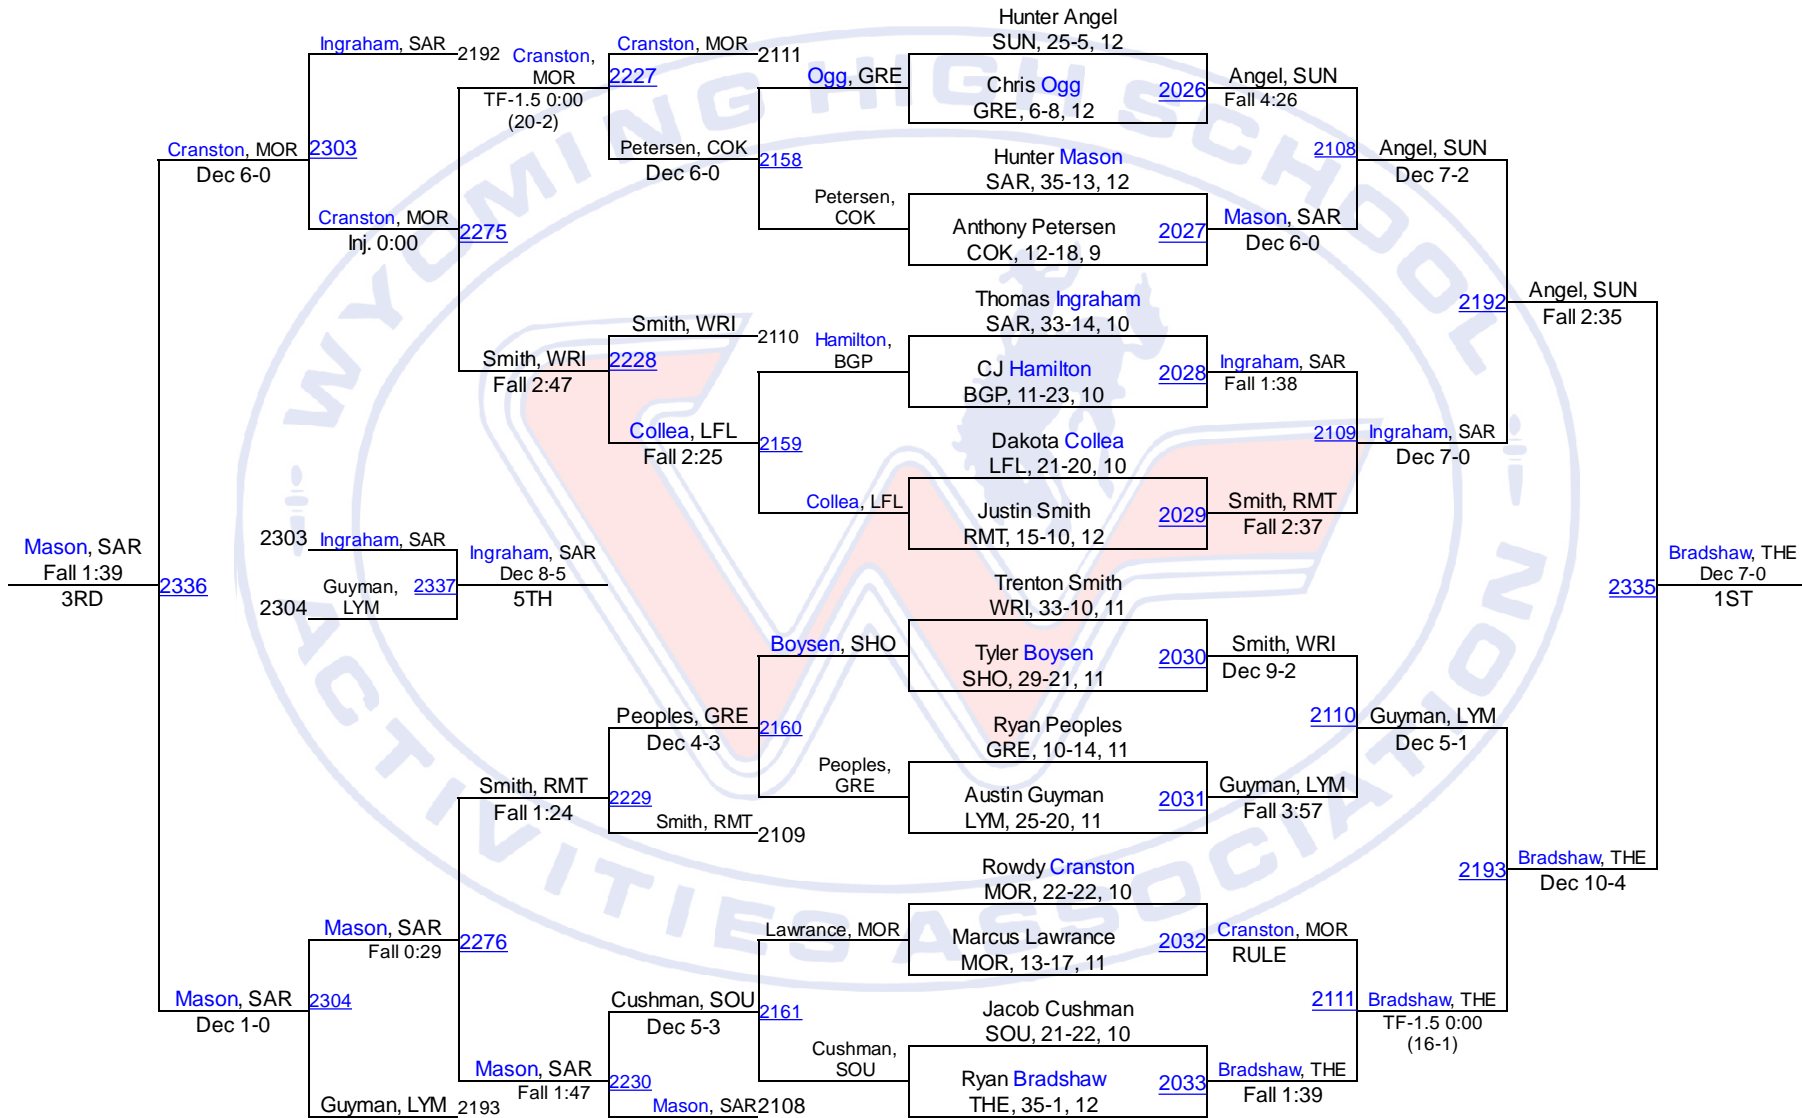 Hunter Angel
SUN, 25-5, 12
Chris Ogg
GRE, 6-8, 12
2026
Hunter Mason
SAR, 35-13, 12
Anthony Petersen
COK, 12-18, 9
2027
Thomas Ingraham
SAR, 33-14, 10
CJ Hamilton
BGP, 11-23, 10
2028
Dakota Collea
LFL, 21-20, 10
Justin Smith
RMT, 15-10, 12
2029
Trenton Smith
WRI, 33-10, 11
Tyler Boysen
SHO, 29-21, 11
2030
Ryan Peoples
GRE, 10-14, 11
Austin Guyman
LYM, 25-20, 11
2031
Rowdy Cranston
MOR, 22-22, 10
Marcus Lawrance
MOR, 13-17, 11
2032
Jacob Cushman
SOU, 21-22, 10
Ryan Bradshaw
THE, 35-1, 12
2033
Angel, SUN
Fall 4:26
2108
Mason, SAR
Dec 6-0
Ingraham, SAR
Fall 1:38
2109
Smith, RMT
Fall 2:37
Smith, WRI
Dec 9-2
2110
Guyman, LYM
Fall 3:57
Cranston, MOR
RULE
2111
Bradshaw, THE
Fall 1:39
Angel, SUN
Dec 7-2
2192
Ingraham, SAR
Dec 7-0
Guyman, LYM
Dec 5-1
2193
Bradshaw, THE
TF-1.5 0:00
(16-1)
Angel, SUN
Fall 2:35
2335
Bradshaw, THE
Dec 10-4
Bradshaw, THE
Dec 7-0
1ST
Ogg, GRE
2158
Petersen,
COK
Hamilton,
BGP
2159
Collea, LFL
Boysen, SHO
2160
Peoples,
GRE
Lawrance, MOR
2161
Cushman,
SOU
Cranston, MOR
2111
2227
Petersen, COK
Dec 6-0
Smith, WRI
2110
2228
Collea, LFL
Fall 2:25
Peoples, GRE
Dec 4-3
2229
Smith, RMT
2109
Cushman, SOU
Dec 5-3
2230
Mason, SAR
2108
Cranston,
MOR
TF-1.5 0:00
(20-2)
2275
Smith, WRI
Fall 2:47
Smith, RMT
Fall 1:24
2276
Mason, SAR
Fall 1:47
Ingraham, SAR
2192
2303
Cranston, MOR
Inj. 0:00
Mason, SAR
Fall 0:29
2304
Guyman, LYM
2193
Cranston, MOR
Dec 6-0
2336
Mason, SAR
Dec 1-0
Mason, SAR
Fall 1:39
3RD
2303
Ingraham, SAR
2337
2304
Guyman,
LYM
Ingraham, SAR
Dec 8-5
5TH
WYOMING HIGH SCHOOL
ACTIVITIES ASSOCIATION